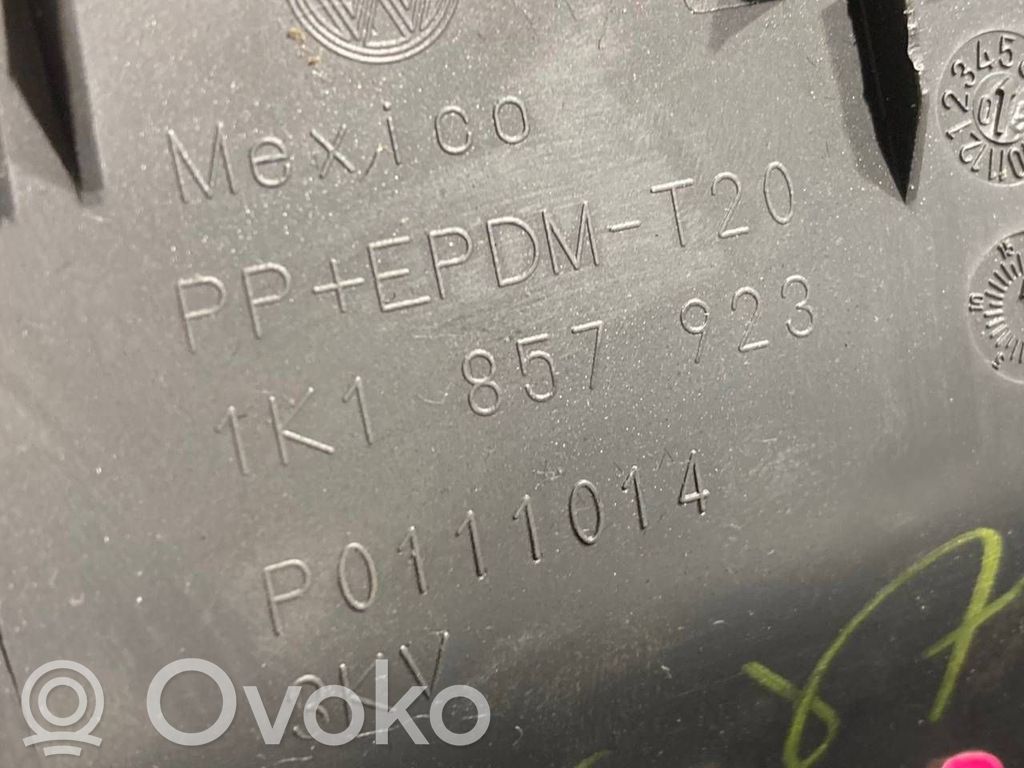 Mexico
PP+EPDM-T20
1K1 857 923
P0111014
Ovoko